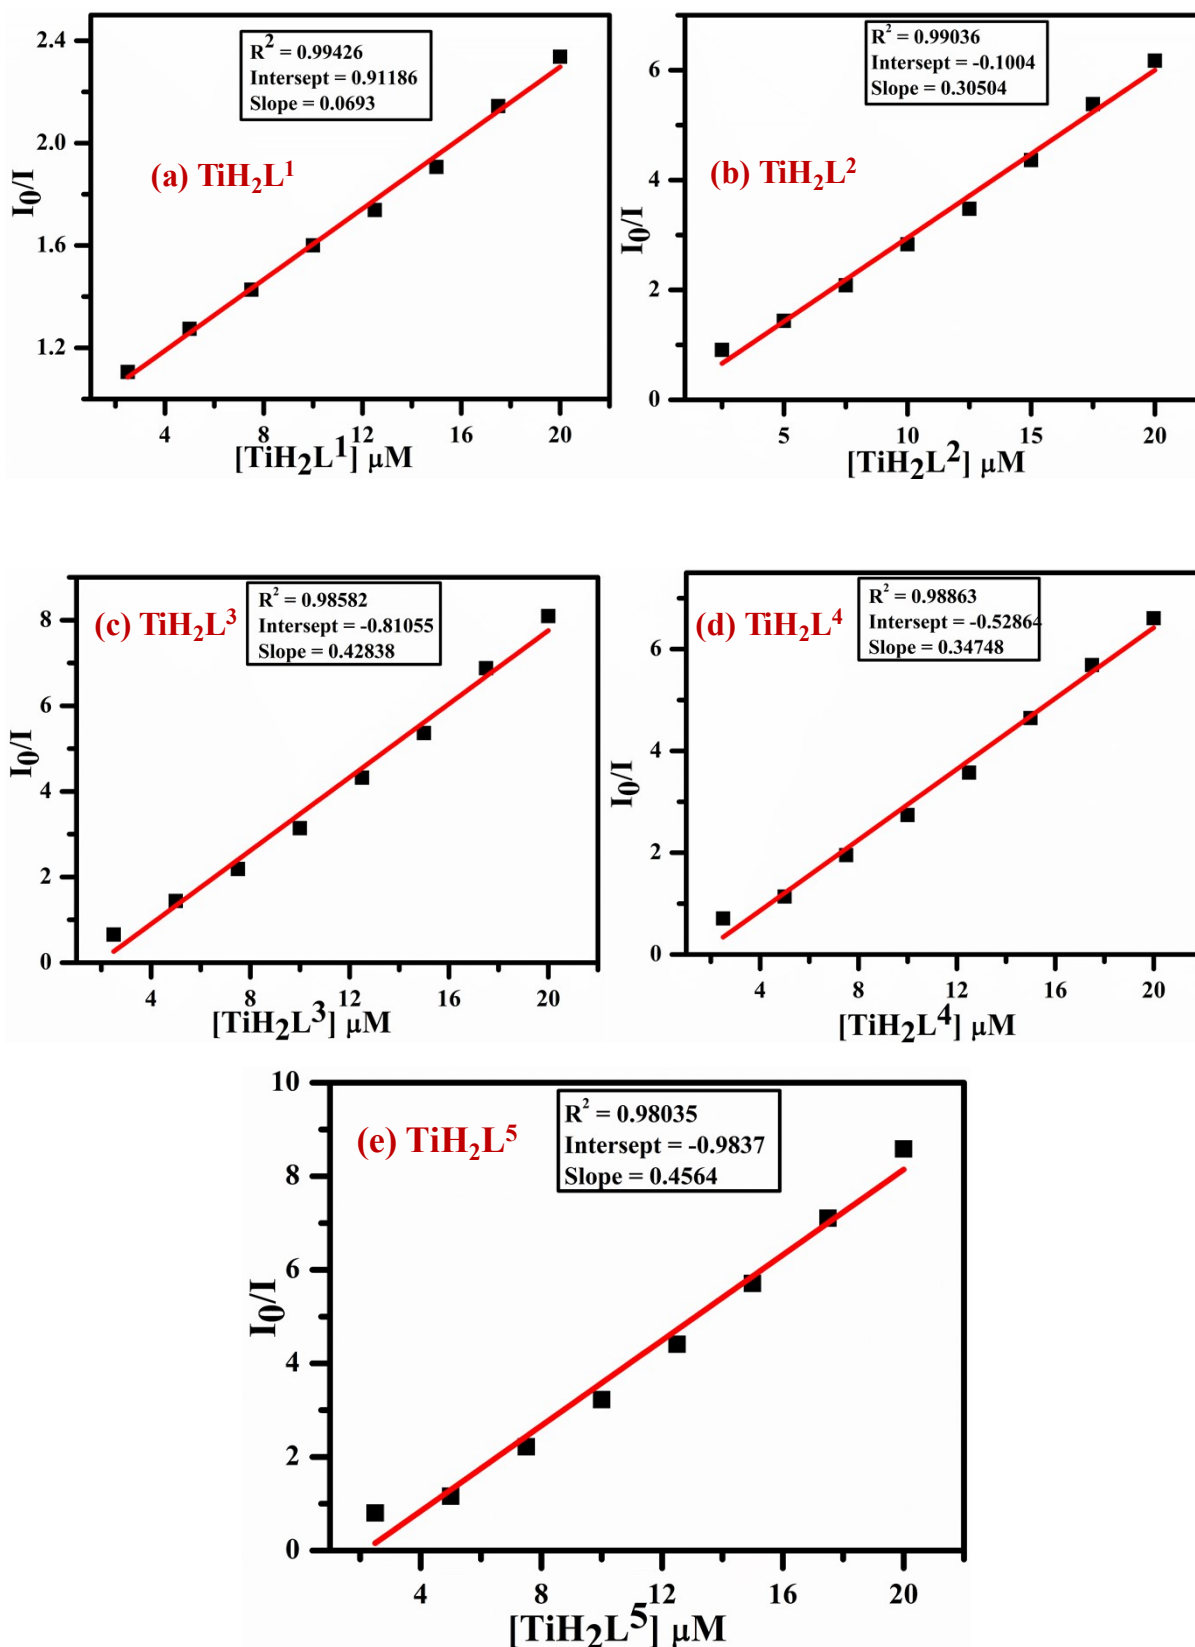 R² = 0.99426
Intersept = 0.91186
Slope = 0.0693
(a) TiH₂L¹
I₀/I
2.4
2.0
1.6
1.2
4 8 12 16 20
[TiH₂L¹] μM
R² = 0.99036
Intersept = -0.1004
Slope = 0.30504
(b) TiH₂L²
I₀/I
6
4
2
0
5 10 15 20
[TiH₂L²] μM
R² = 0.98582
Intersept = -0.81055
Slope = 0.42838
(c) TiH₂L³
I₀/I
8
6
4
2
0
4 8 12 16 20
[TiH₂L³] μM
R² = 0.98863
Intersept = -0.52864
Slope = 0.34748
(d) TiH₂L⁴
I₀/I
6
4
2
0
4 8 12 16 20
[TiH₂L⁴] μM
R² = 0.98035
Intersept = -0.9837
Slope = 0.4564
(e) TiH₂L⁵
I₀/I
10
8
6
4
2
0
4 8 12 16 20
[TiH₂L⁵] μM